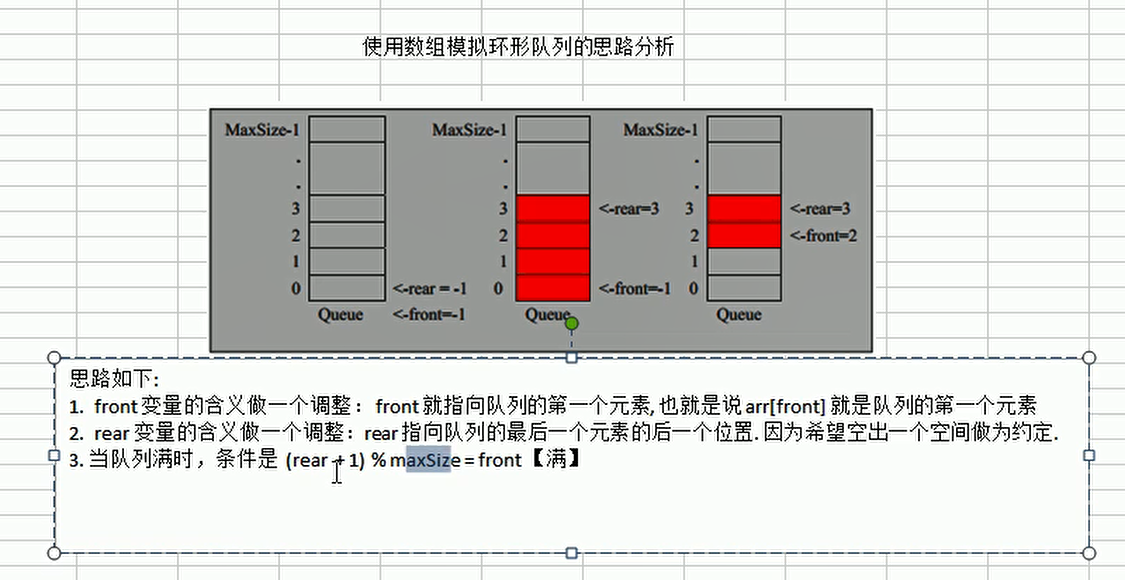 使用数组模拟环形队列的思路分析
MaxSize-1 MaxSize-1 MaxSize-1
. . .
. . .
3 3 <-rear=3 3 <-rear=3
2 2 2 <-front=2
1 1 1
0 <-rear = -1 0 <-front=-1 0
Queue <-front=-1 Queue Queue
思路如下:
1. front 变量的含义做一个调整： front 就指向队列的第一个元素, 也就是说 arr[front] 就是队列的第一个元素
2. rear 变量的含义做一个调整：rear 指向队列的最后一个元素的后一个位置. 因为希望空出一个空间做为约定.
3. 当队列满时，条件是 (rear + 1) % maxSize = front 【满】